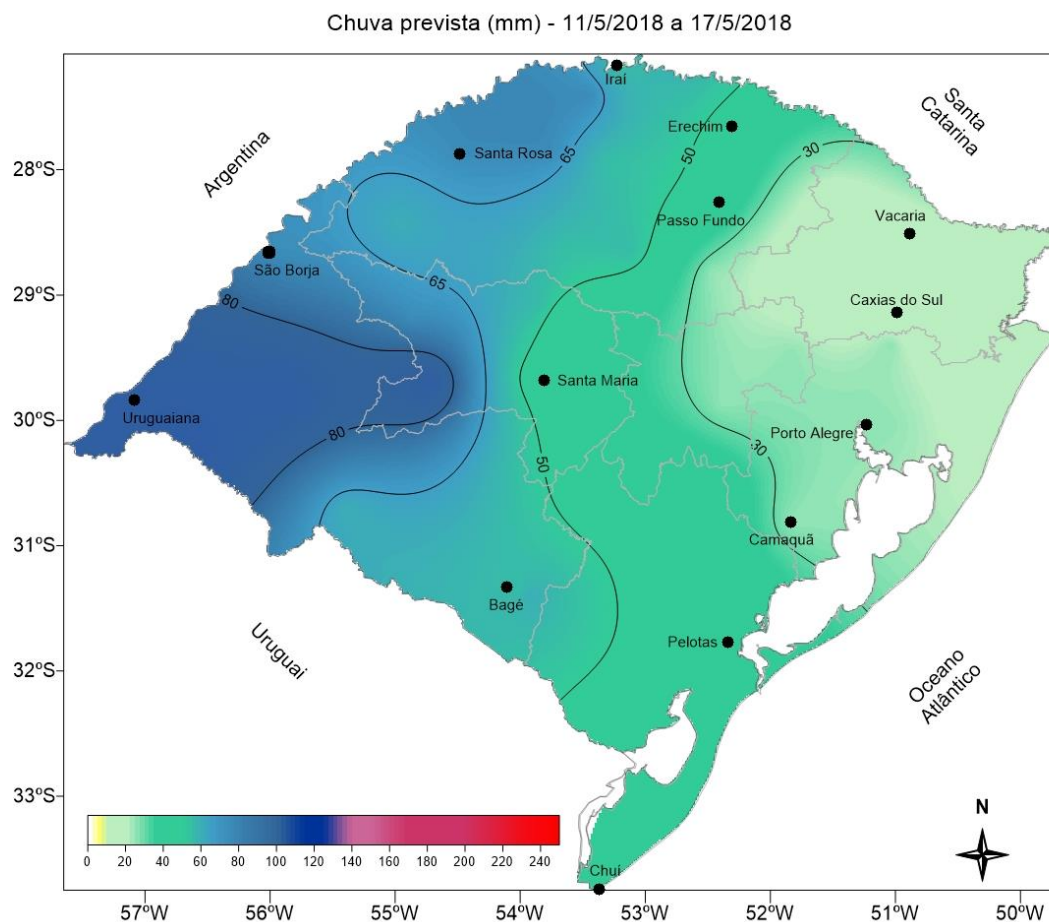 Chuva prevista (mm) - 11/5/2018 a 17/5/2018
Iraí
Santa
Catarina
Erechim
50
30
Argentina
Santa Rosa
65
28°S
Passo Fundo
Vacaria
São Borja
65
29°S
80
Caxias do Sul
Santa Maria
Uruguaiana
30°S
80
Porto Alegre
30
50
Camaquã
31°S
Bagé
Pelotas
Uruguai
32°S
Oceano
Atlântico
33°S
N
0 20 40 60 80 100 120 140 160 180 200 220 240
Chuí
57°W 56°W 55°W 54°W 53°W 52°W 51°W 50°W